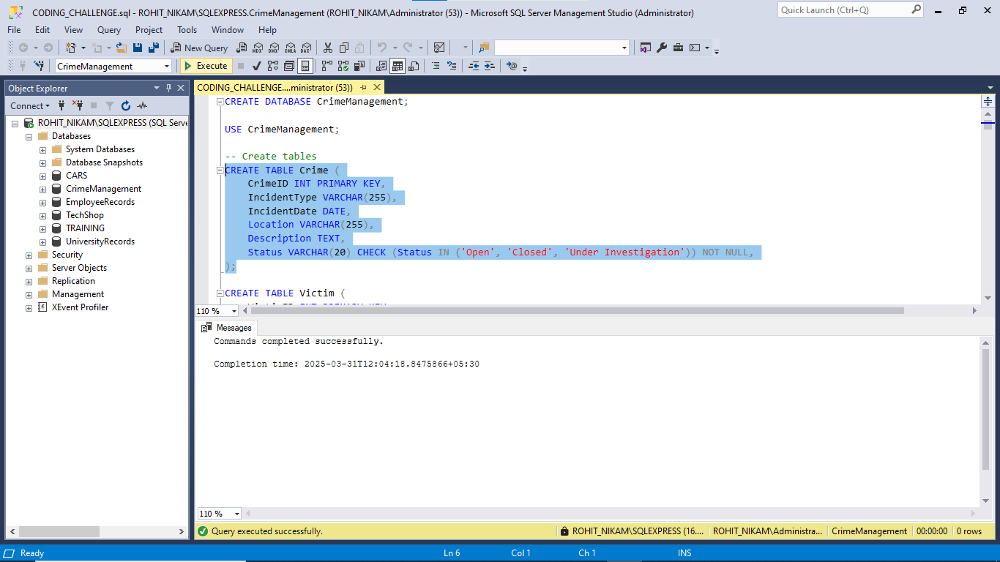 CODING_CHALLENGE.sql - ROHIT_NIKAM\SQLEXPRESS.CrimeManagement (ROHIT_NIKAM\Administrator (53)) - Microsoft SQL Server Management Studio (Administrator)
Quick Launch (Ctrl+Q)
File Edit View Query Project Tools Window Help
New Query MDX DMX XMLA DAX
CrimeManagement Execute
Object Explorer
CODING_CHALLENGE....ministrator (53))
Connect
ROHIT_NIKAM\SQLEXPRESS (SQL Serve
Databases
System Databases
Database Snapshots
CARS
CrimeManagement
EmployeeRecords
TechShop
TRAINING
UniversityRecords
Security
Server Objects
Replication
Management
XEvent Profiler
CREATE DATABASE CrimeManagement;
USE CrimeManagement;
-- Create tables
CREATE TABLE Crime (
CrimeID INT PRIMARY KEY,
IncidentType VARCHAR(255),
IncidentDate DATE,
Location VARCHAR(255),
Description TEXT,
Status VARCHAR(20) CHECK (Status IN ('Open', 'Closed', 'Under Investigation')) NOT NULL,
);
CREATE TABLE Victim (
110 %
Messages
Commands completed successfully.
Completion time: 2025-03-31T12:04:18.8475866+05:30
110 %
Query executed successfully.
ROHIT_NIKAM\SQLEXPRESS (16.... ROHIT_NIKAM\Administra... CrimeManagement 00:00:00 0 rows
Ready Ln 6 Col 1 Ch 1 INS